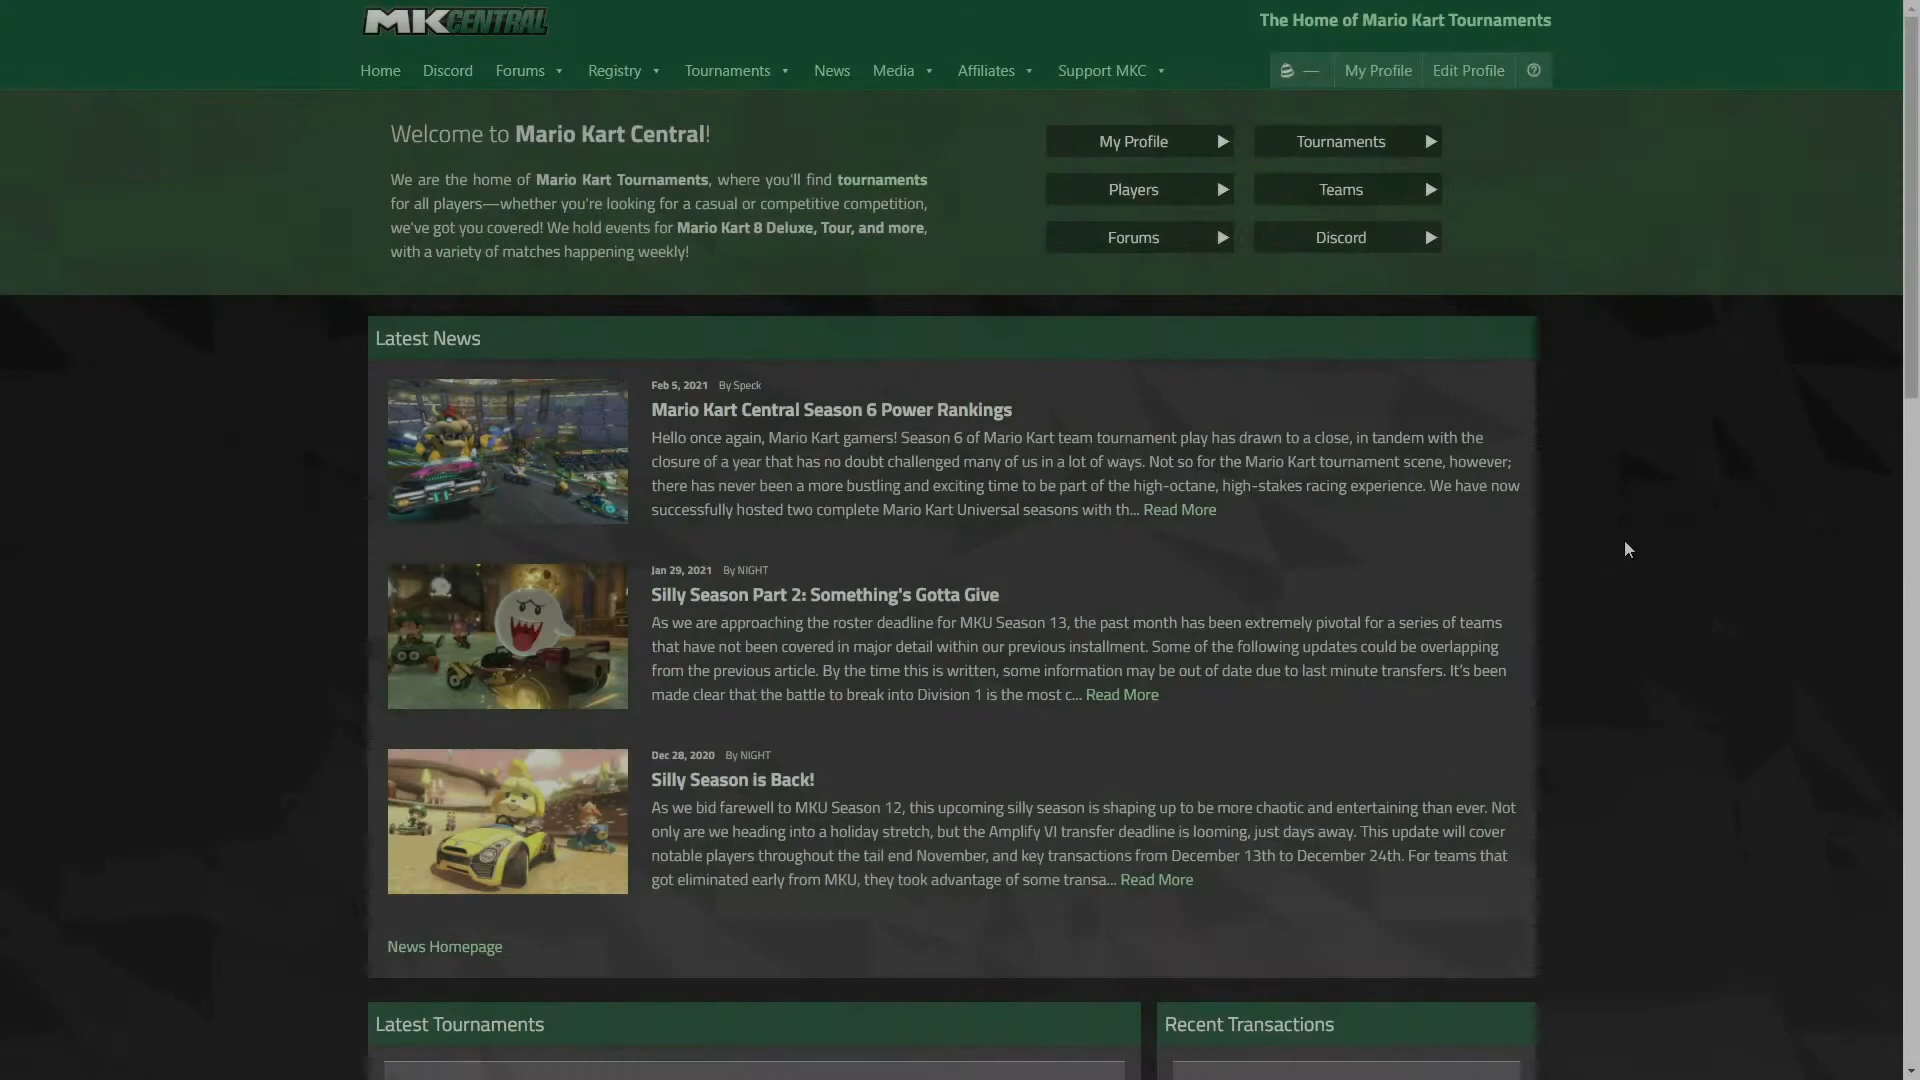 MKCENTRAL
The Home of Mario Kart Tournaments
Home Discord Forums Registry Tournaments News Media Affiliates Support MKC My Profile Edit Profile
Welcome to Mario Kart Central!
We are the home of Mario Kart Tournaments, where you'll find tournaments
for all players—whether you're looking for a casual or competitive competition,
we've got you covered! We hold events for Mario Kart 8 Deluxe, Tour, and more,
with a variety of matches happening weekly!
My Profile
Tournaments
Players
Teams
Forums
Discord
Latest News
Feb 5, 2021 By Speck
Mario Kart Central Season 6 Power Rankings
Hello once again, Mario Kart gamers! Season 6 of Mario Kart team tournament play has drawn to a close, in tandem with the
closure of a year that has no doubt challenged many of us in a lot of ways. Not so for the Mario Kart tournament scene, however;
there has never been a more bustling and exciting time to be part of the high-octane, high-stakes racing experience. We have now
successfully hosted two complete Mario Kart Universal seasons with th... Read More
Jan 29, 2021 By NIGHT
Silly Season Part 2: Something's Gotta Give
As we are approaching the roster deadline for MKU Season 13, the past month has been extremely pivotal for a series of teams
that have not been covered in major detail within our previous installment. Some of the following updates could be overlapping
from the previous article. By the time this is written, some information may be out of date due to last minute transfers. It's been
made clear that the battle to break into Division 1 is the most c... Read More
Dec 28, 2020 By NIGHT
Silly Season is Back!
As we bid farewell to MKU Season 12, this upcoming silly season is shaping up to be more chaotic and entertaining than ever. Not
only are we heading into a holiday stretch, but the Amplify VI transfer deadline is looming, just days away. This update will cover
notable players throughout the tail end November, and key transactions from December 13th to December 24th. For teams that
got eliminated early from MKU, they took advantage of some transa... Read More
News Homepage
Latest Tournaments
Recent Transactions